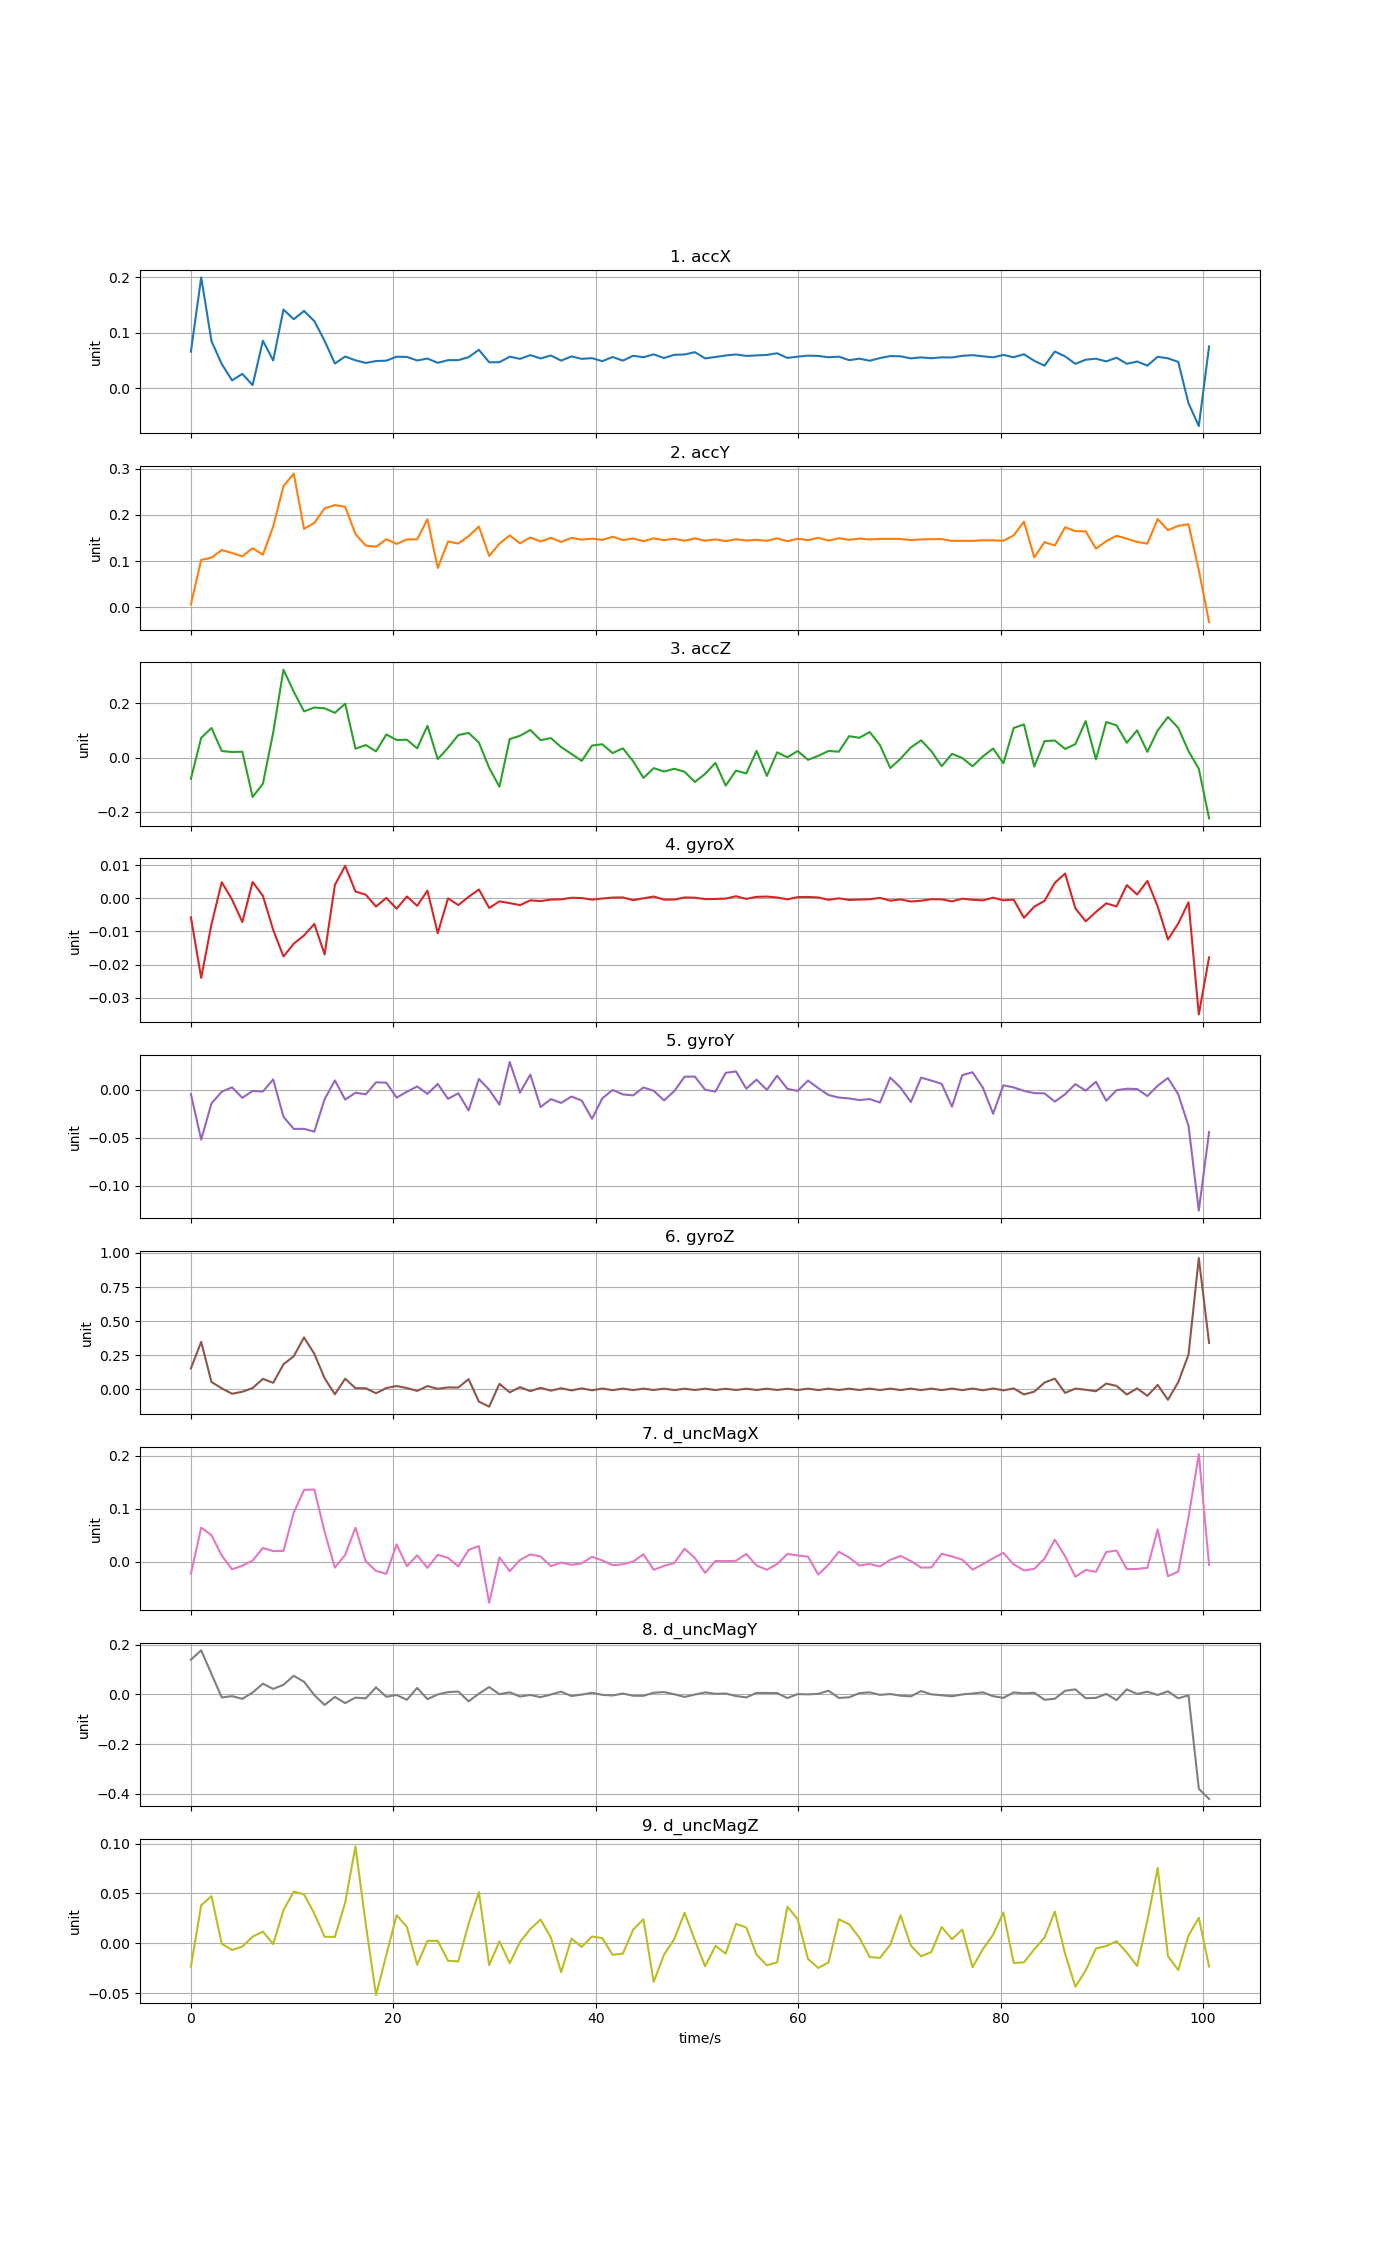 1. accX
0.2
0.1
0.0
unit
2. accY
0.3
0.2
0.1
0.0
unit
3. accZ
0.2
0.0
−0.2
unit
4. gyroX
0.01
0.00
−0.01
−0.02
−0.03
unit
5. gyroY
0.00
−0.05
−0.10
unit
6. gyroZ
1.00
0.75
0.50
0.25
0.00
unit
7. d_uncMagX
0.2
0.1
0.0
unit
8. d_uncMagY
0.2
0.0
−0.2
−0.4
unit
9. d_uncMagZ
0.10
0.05
0.00
−0.05
unit
0 20 40 60 80 100
time/s